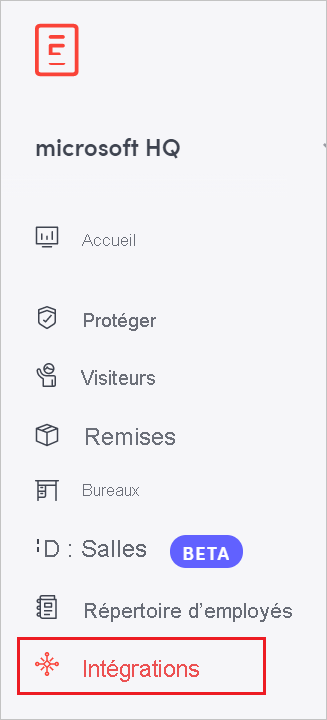 microsoft HQ
Accueil
Protéger
Visiteurs
Remises
Bureaux
Salles BETA
Répertoire d'employés
Intégrations